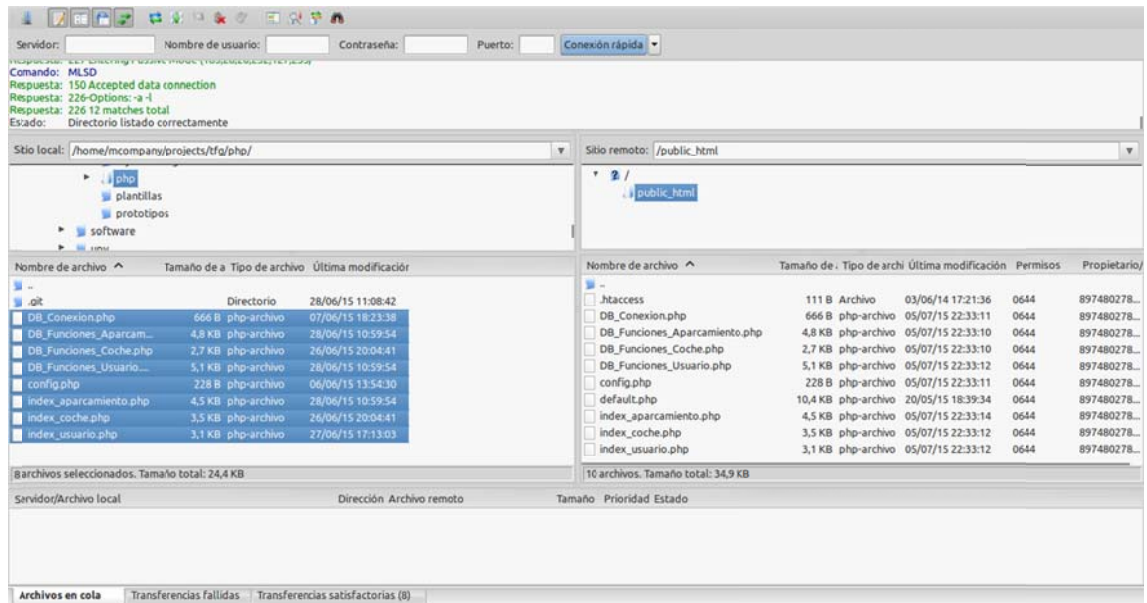 Servidor: Nombre de usuario: Contraseña: Puerto: Conexión rápida
Comando: MLSD
Respuesta: 150 Accepted data connection
Respuesta: 226-Options: -a -l
Respuesta: 226 12 matches total
Estado: Directorio listado correctamente
Sitio local: /home/mcompany/projects/tfg/php/
php
plantillas
prototipos
software
upv
Sitio remoto: /public_html
/
public_html
Nombre de archivo Tamaño de a Tipo de archivo Última modificación
..
.git Directorio 28/06/15 11:08:42
DB_Conexion.php 666 B php-archivo 07/06/15 18:23:38
DB_Funciones_Aparcam... 4,8 KB php-archivo 28/06/15 10:59:54
DB_Funciones_Coche.php 2,7 KB php-archivo 26/06/15 20:04:41
DB_Funciones_Usuario.... 5,1 KB php-archivo 28/06/15 10:59:54
config.php 228 B php-archivo 06/06/15 13:54:30
index_aparcamiento.php 4,5 KB php-archivo 28/06/15 10:59:54
index_coche.php 3,5 KB php-archivo 26/06/15 20:04:41
index_usuario.php 3,1 KB php-archivo 27/06/15 17:13:03
8 archivos seleccionados. Tamaño total: 24,4 KB
Nombre de archivo Tamaño de Tipo de archi Última modificación Permisos Propietario/
..
.htaccess 111 B Archivo 03/06/14 17:21:36 0644 897480278...
DB_Conexion.php 666 B php-archivo 05/07/15 22:33:11 0644 897480278...
DB_Funciones_Aparcamiento.php 4,8 KB php-archivo 05/07/15 22:33:10 0644 897480278...
DB_Funciones_Coche.php 2,7 KB php-archivo 05/07/15 22:33:10 0644 897480278...
DB_Funciones_Usuario.php 5,1 KB php-archivo 05/07/15 22:33:12 0644 897480278...
config.php 228 B php-archivo 05/07/15 22:33:11 0644 897480278...
default.php 10,4 KB php-archivo 20/05/15 18:39:34 0644 897480278...
index_aparcamiento.php 4,5 KB php-archivo 05/07/15 22:33:14 0644 897480278...
index_coche.php 3,5 KB php-archivo 05/07/15 22:33:12 0644 897480278...
index_usuario.php 3,1 KB php-archivo 05/07/15 22:33:12 0644 897480278...
10 archivos. Tamaño total: 34,9 KB
Servidor/Archivo local Dirección Archivo remoto Tamaño Prioridad Estado
Archivos en cola Transferencias fallidas Transferencias satisfactorias (8)